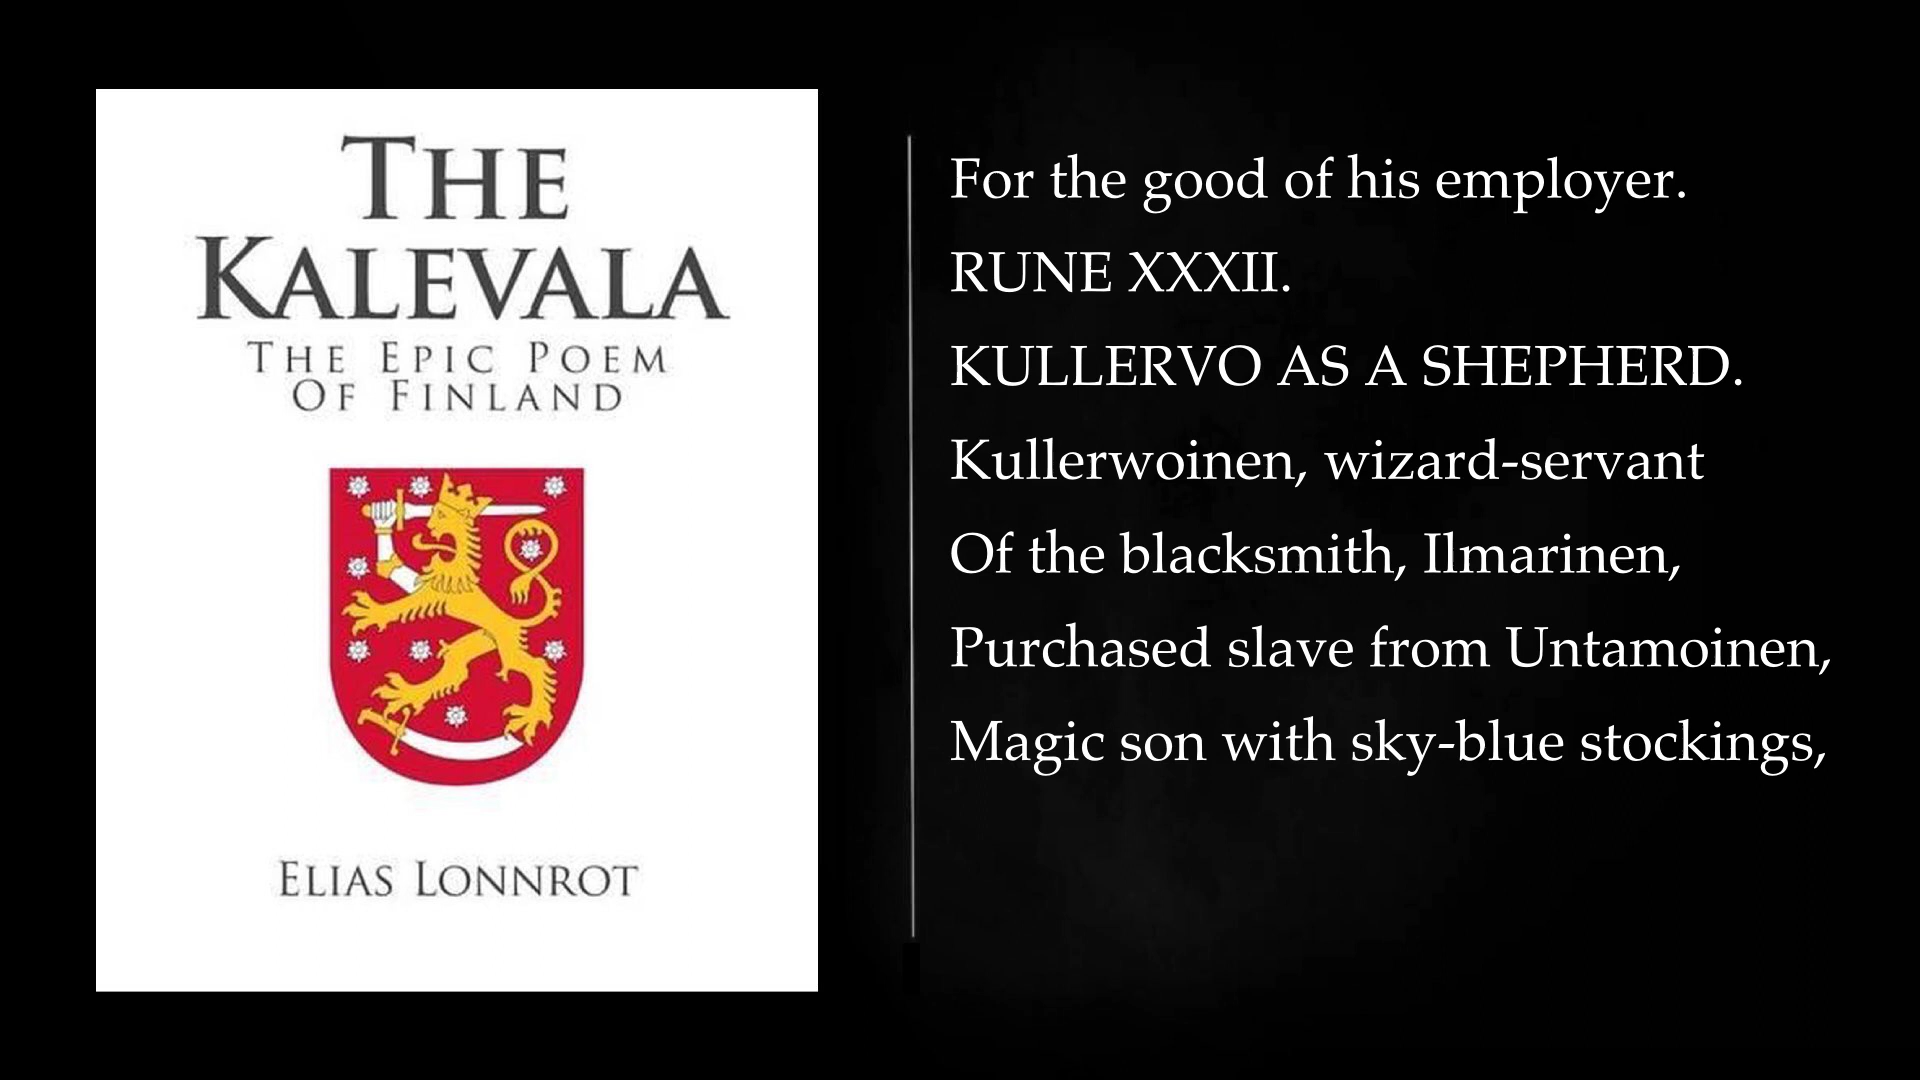 THE
KALEVALA
THE EPIC POEM
OF FINLAND
ELIAS LONNROT
For the good of his employer.
RUNE XXXII.
KULLERVO AS A SHEPHERD.
Kullerwoinen, wizard-servant
Of the blacksmith, Ilmarinen,
Purchased slave from Untamoinen,
Magic son with sky-blue stockings,